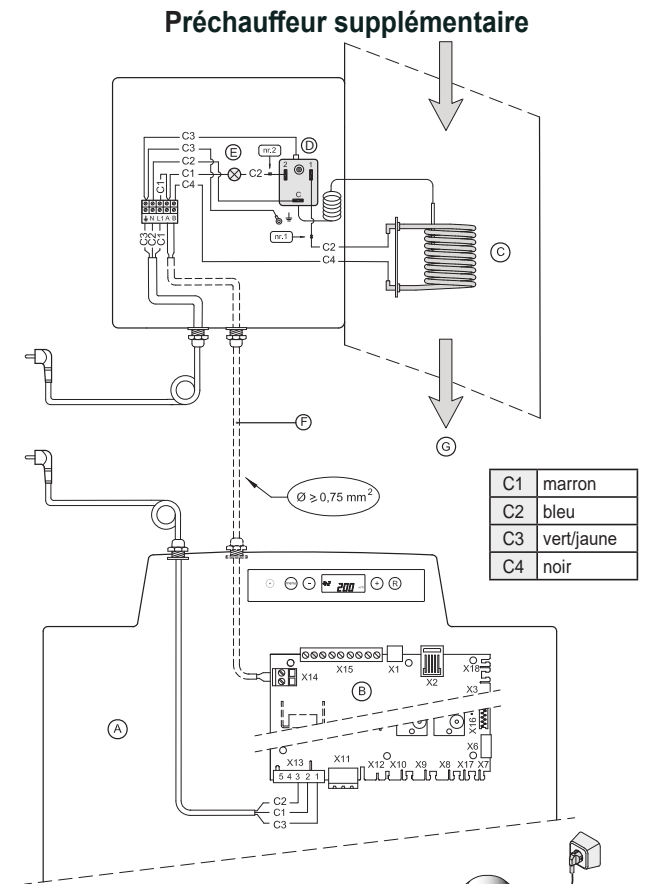 Préchauffeur supplémentaire
C3
C3
C2
C1
C4
C1
E
C2
nr.2
D
2 1
C
nr.1
N L1 A B
C3
C2
C1
C2
C4
C
F
G
Ø ≥ 0,75 mm²
C1 marron
C2 bleu
C3 vert/jaune
C4 noir
menu - 200 + R
X14
X15
X1
X2
X18
X3
B
A
X16
X6
X13
5 4 3 2 1
X11
X12 X10 X9 X8 X17 X7
C2
C1
C3